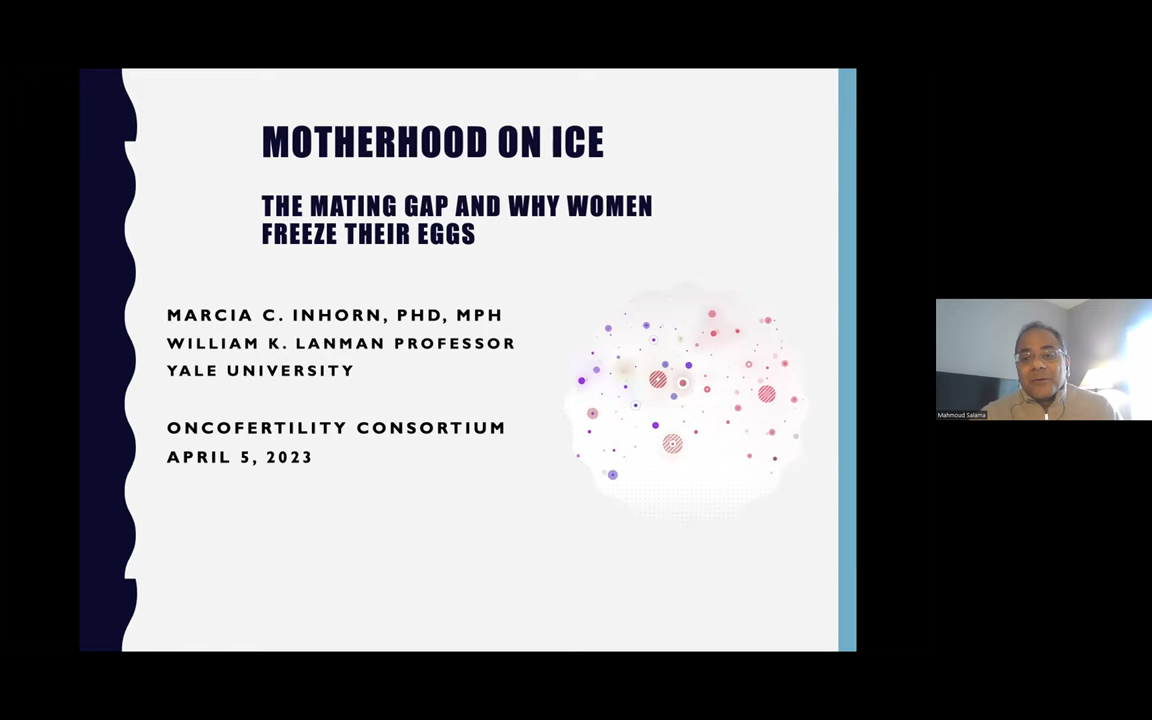 MOTHERHOOD ON ICE
THE MATING GAP AND WHY WOMEN
FREEZE THEIR EGGS
MARCIA C. INHORN, PHD, MPH
WILLIAM K. LANMAN PROFESSOR
YALE UNIVERSITY
ONCOFERTILITY CONSORTIUM
APRIL 5, 2023
Mahmoud Salama